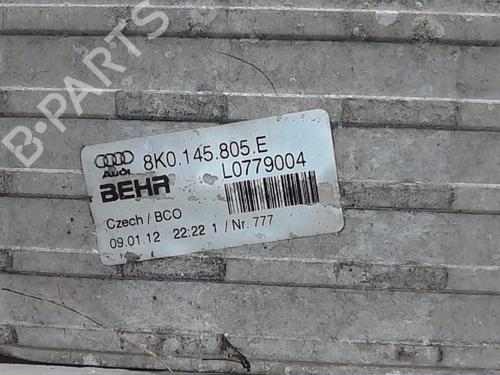 B-PARTS
8K0.145.805.E
AUDI
L0779004
BEHR
Czech / BCO
09.01.12 22:22 1 / Nr. 777